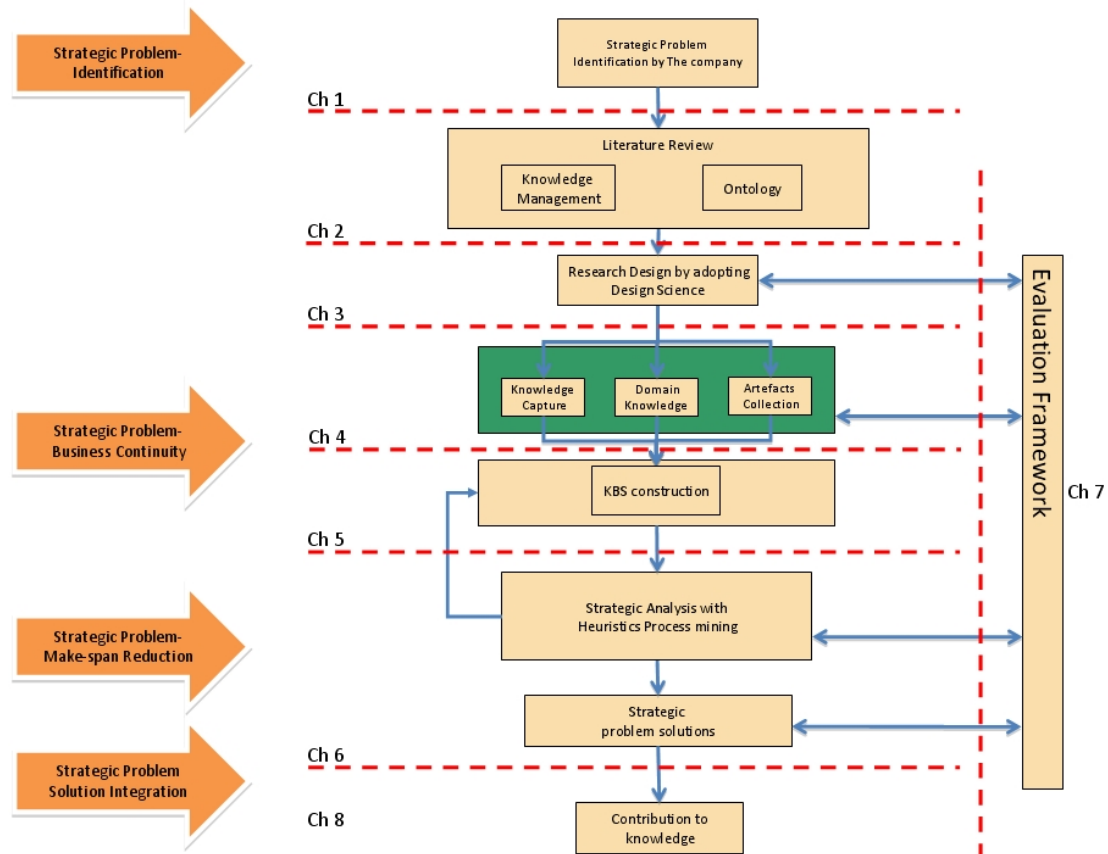 Strategic Problem-
Identification
Strategic Problem
Identification by The company
Ch 1
Literature Review
Knowledge
Management
Ontology
Ch 2
Research Design by adopting
Design Science
Ch 3
Knowledge
Capture
Domain
Knowledge
Artefacts
Collection
Strategic Problem-
Business Continuity
Ch 4
KBS construction
Ch 5
Strategic Analysis with
Heuristics Process mining
Strategic Problem-
Make-span Reduction
Strategic
problem solutions
Ch 6
Strategic Problem
Solution Integration
Ch 8
Contribution to
knowledge
Evaluation Framework
Ch 7